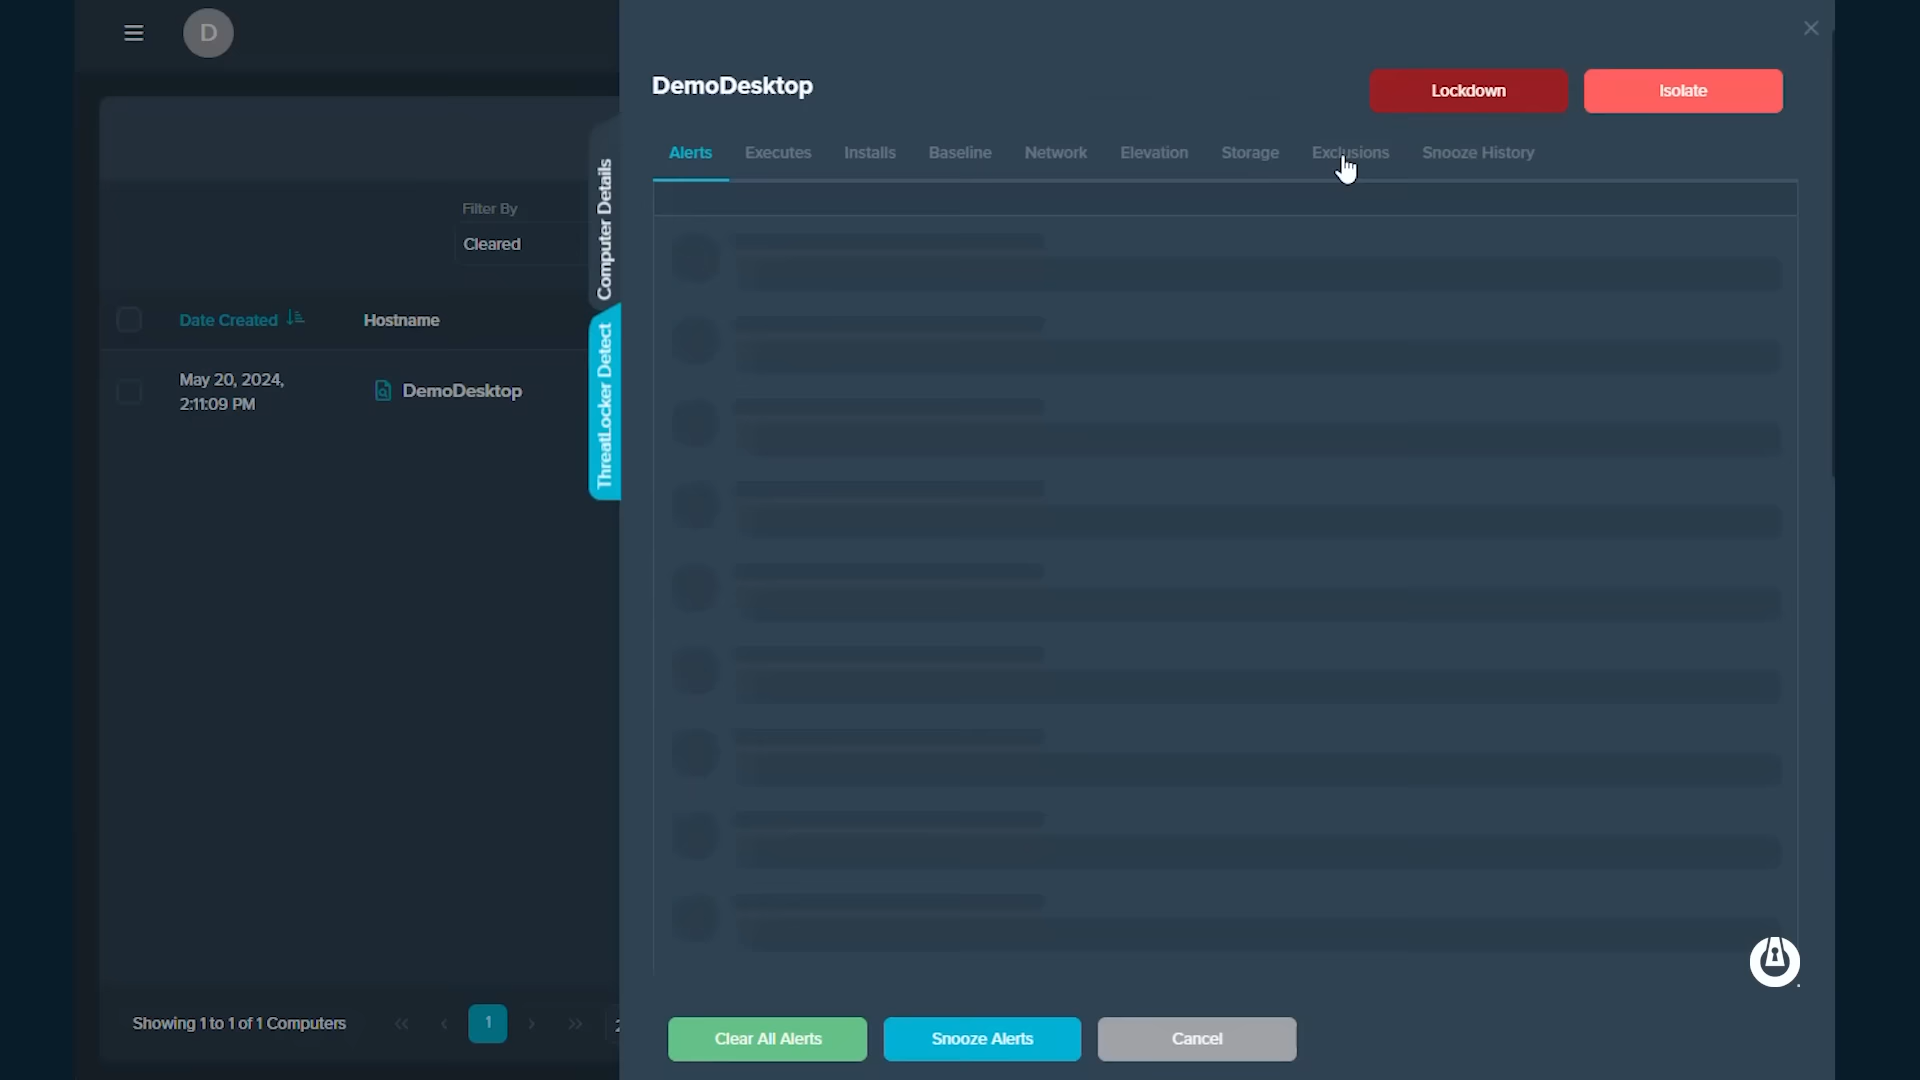 D
DemoDesktop
Lockdown
Isolate
Alerts
Executes
Installs
Baseline
Network
Elevation
Storage
Exclusions
Snooze History
Computer Details
ThreatLocker Detect
Filter By
Cleared
Date Created
Hostname
May 20, 2024,
2:11:09 PM
DemoDesktop
Showing 1 to 1 of 1 Computers
1
Clear All Alerts
Snooze Alerts
Cancel